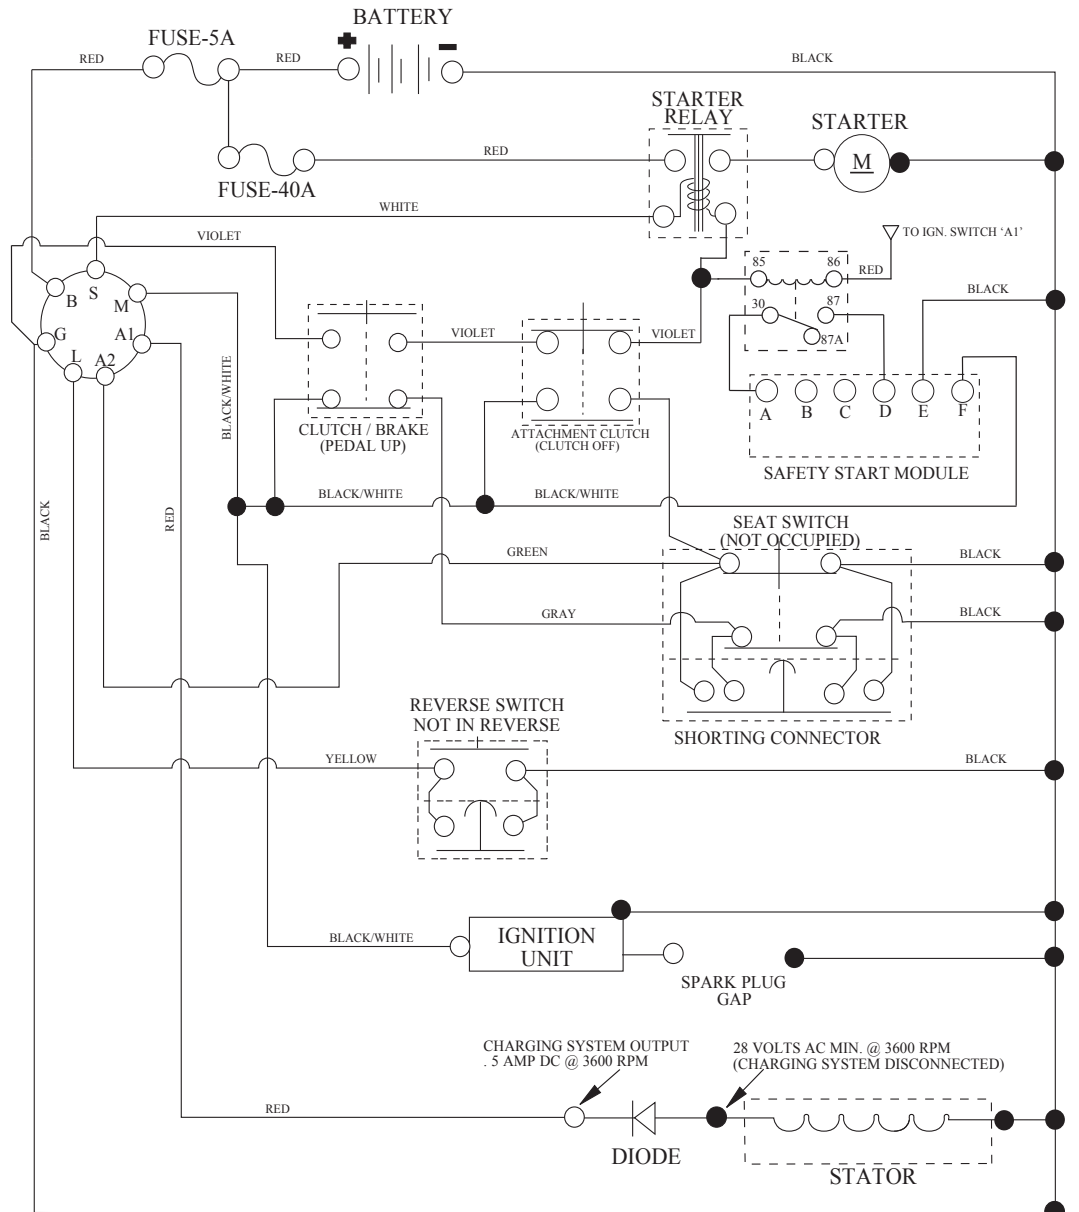 BATTERY
FUSE-5A
RED
RED
BLACK
STARTER
RELAY
STARTER
M
RED
FUSE-40A
WHITE
VIOLET
TO IGN. SWITCH 'A1'
85
86
RED
B
S
M
30
87
BLACK
G
A1
VIOLET
VIOLET
87A
L
A2
BLACK/WHITE
A
B
C
D
E
F
CLUTCH / BRAKE
(PEDAL UP)
ATTACHMENT CLUTCH
(CLUTCH OFF)
SAFETY START MODULE
BLACK/WHITE
BLACK/WHITE
BLACK
RED
SEAT SWITCH
(NOT OCCUPIED)
GREEN
BLACK
GRAY
BLACK
REVERSE SWITCH
NOT IN REVERSE
SHORTING CONNECTOR
YELLOW
BLACK
BLACK/WHITE
IGNITION
UNIT
SPARK PLUG
GAP
CHARGING SYSTEM OUTPUT
. 5 AMP DC @ 3600 RPM
28 VOLTS AC MIN. @ 3600 RPM
(CHARGING SYSTEM DISCONNECTED)
RED
DIODE
STATOR